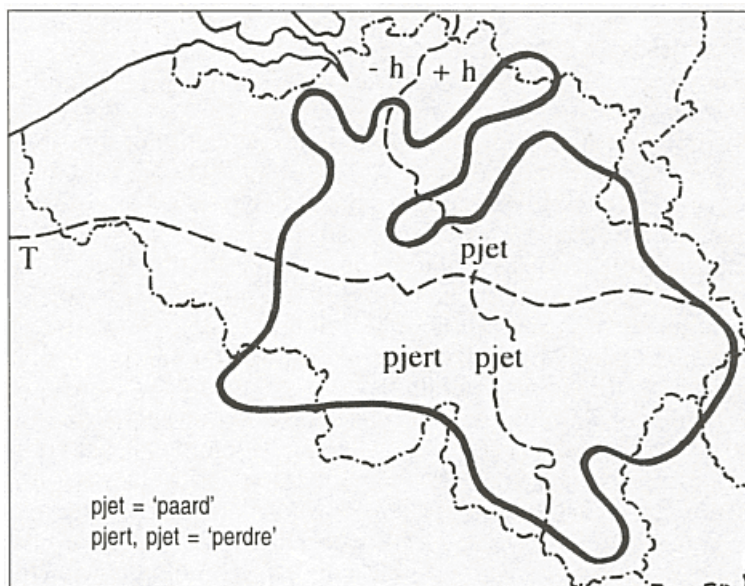 - h + h
pjet
T
pjert pjet
pjet = ‘paard’
pjert, pjet = ‘perdre’